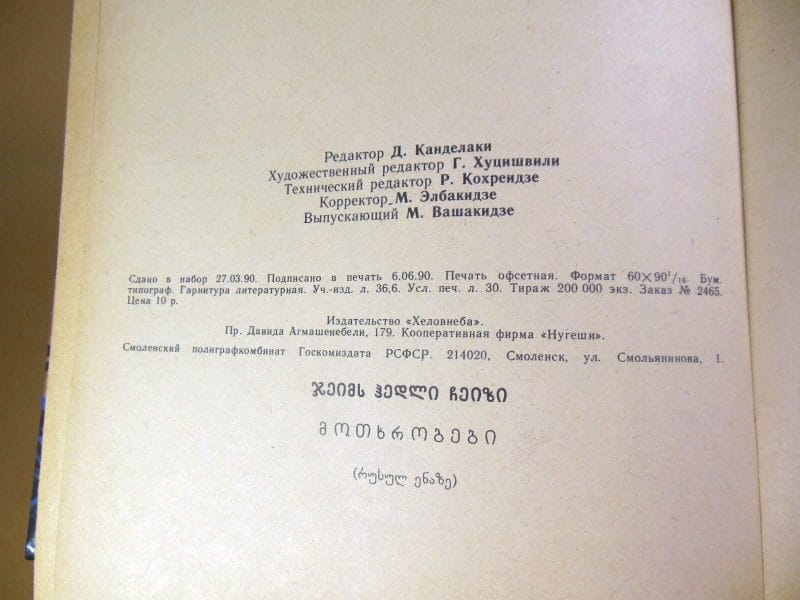 Редактор Д. Канделаки
Художественный редактор Г. Хуцишвили
Технический редактор Р. Кохреидзе
Корректор М. Элбакидзе
Выпускающий М. Вашакидзе
Сдано в набор 27.03.90. Подписано в печать 6.06.90. Печать офсетная. Формат 60×90¹/₁₆. Бум.
типограф. Гарнитура литературная. Уч.-изд. л. 36,6. Усл. печ. л. 30. Тираж 200 000 экз. Заказ № 2465.
Цена 10 р.
Издательство «Хеловнеба».
Пр. Давида Агмашенебели, 179. Кооперативная фирма «Нугеши».
Смоленский полиграфкомбинат Госкомиздата РСФСР. 214020, Смоленск, ул. Смольянинова, 1.
ჯეიმს ჰედლი ჩეიზი
მოთხრობები
(რუსულ ენაზე)